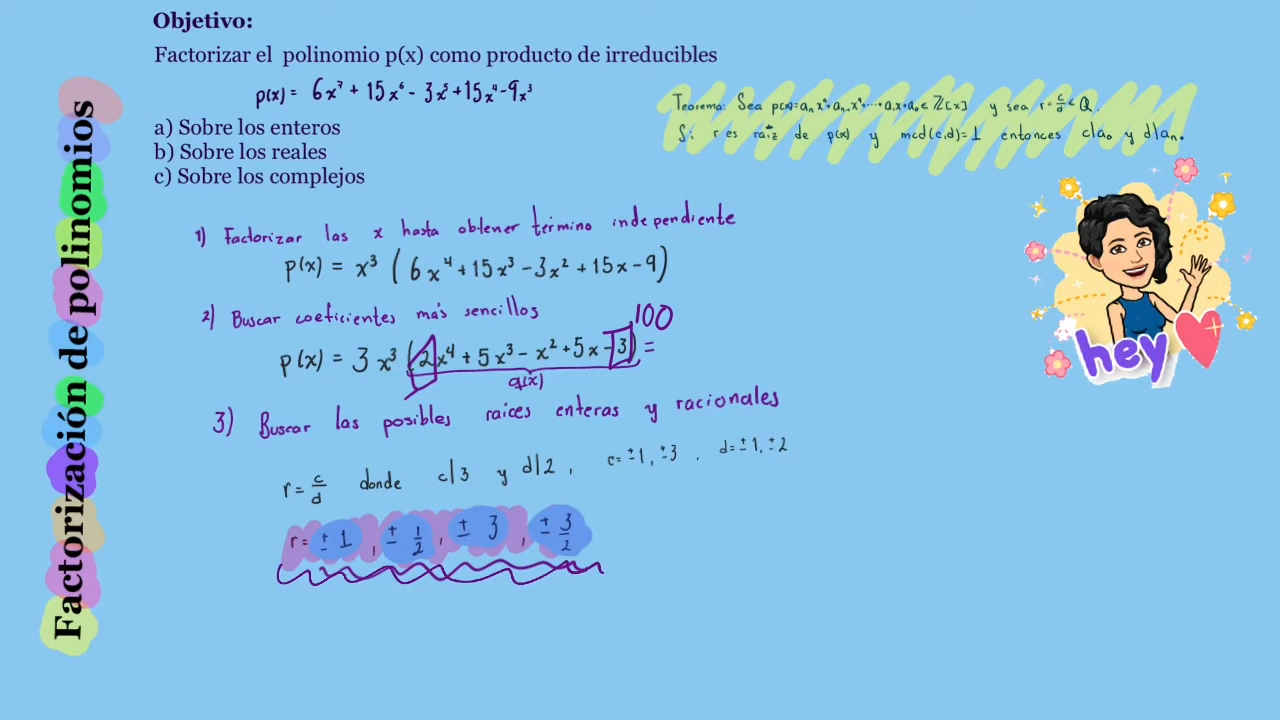 Objetivo:
Factorizar el polinomio p(x) como producto de irreducibles
p(x) = 6x⁷ + 15x⁶ - 3x⁵ + 15x⁴ - 9x³
a) Sobre los enteros
b) Sobre los reales
c) Sobre los complejos
Teorema: Sea p(x)=aₙxⁿ+aₙ₋₁xⁿ⁻¹+...+a₁x+a₀ ∈ ℤ[x] y sea r=c/d ∈ ℚ.
Si r es raíz de p(x) y mcd(c,d)=1 entonces c|a₀ y d|aₙ.
Factorización de polinomios
1) Factorizar las x hasta obtener término independiente
p(x) = x³ (6x⁴ + 15x³ - 3x² + 15x - 9)
2) Buscar coeficientes más sencillos
100
p(x) = 3x³ (2x⁴ + 5x³ - x² + 5x - 3) =
q(x)
hey
3) Buscar las posibles raíces enteras y racionales
r = c/d donde c|3 y d|2, c= ±1, ±3. d= ±1, ±2
r= ±1, ±1/2, ±3, ±3/2